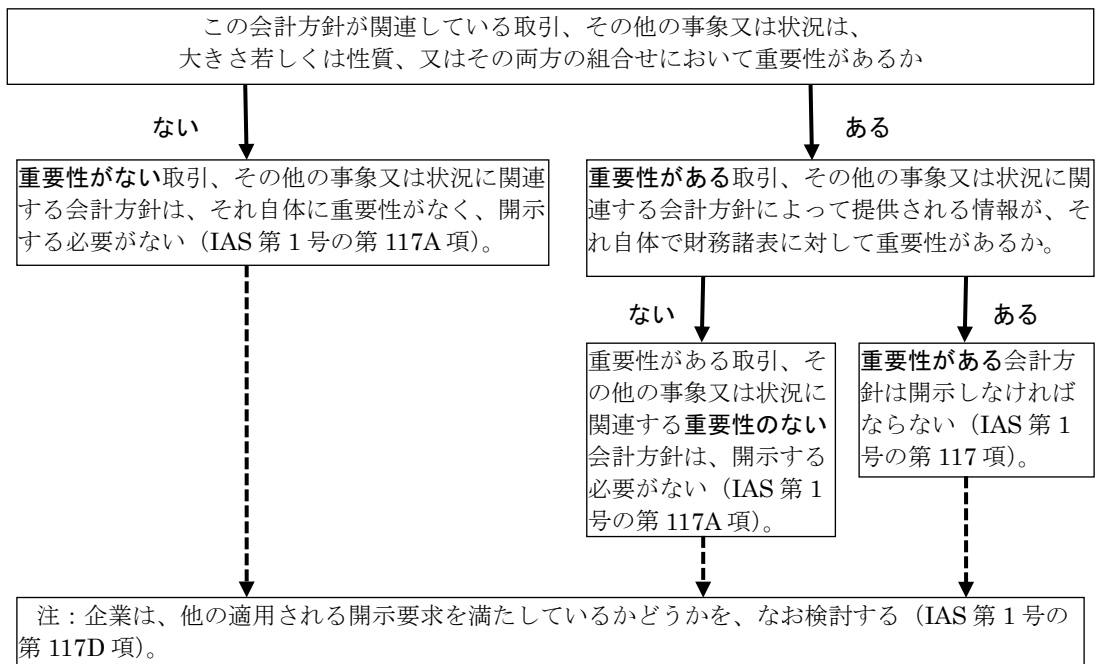 この会計方針が関連している取引、その他の事象又は状況は、
大きさ若しくは性質、又はその両方の組合せにおいて重要性があるか
ない
ある
重要性がない取引、その他の事象又は状況に関連
する会計方針は、それ自体に重要性がなく、開示
する必要がない（IAS 第 1 号の第 117A 項）。
重要性がある取引、その他の事象又は状況に関
連する会計方針によって提供される情報が、そ
れ自体で財務諸表に対して重要性があるか。
ない
ある
重要性がある取引、そ
の他の事象又は状況に
関連する重要性のない
会計方針は、開示する
必要がない（IAS 第 1
号の第 117A 項）。
重要性がある会計方
針は開示しなければ
ならない（IAS 第 1
号の第 117 項）。
注：企業は、他の適用される開示要求を満たしているかどうかを、なお検討する（IAS 第 1 号の
第 117D 項）。